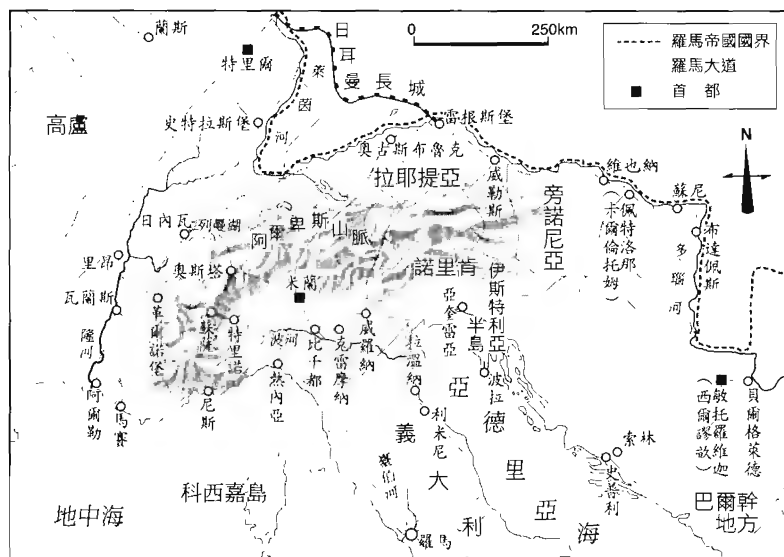 0
250km
羅馬帝國國界
羅馬大道
首都
N
蘭斯
特里爾
日耳曼長城
萊茵河
高盧
史特拉斯堡
雷根斯堡
奧古斯布魯克
拉耶提亞
威勒斯
旁諾尼亞
維也納
佩特洛那
(卡爾倫托姆)
蘇尼
布達佩斯
多瑙河
日內瓦
列曼湖
阿爾卑斯山脈
諾里肯
里昂
奧斯塔
米蘭
瓦蘭斯
隆河
革爾諾堡
蘇薩
特里諾
波河
熱內亞
比千都
克雷摩納
威羅納
亞奎雷亞
伊斯特利亞
半島
波拉
拉溫納
利米尼
阿爾勒
馬賽
尼斯
亞德里亞海
義大利
索林
史普利
敏托羅維加
(西爾謬歆)
貝爾格萊德
巴爾幹
地方
地中海
科西嘉島
羅馬